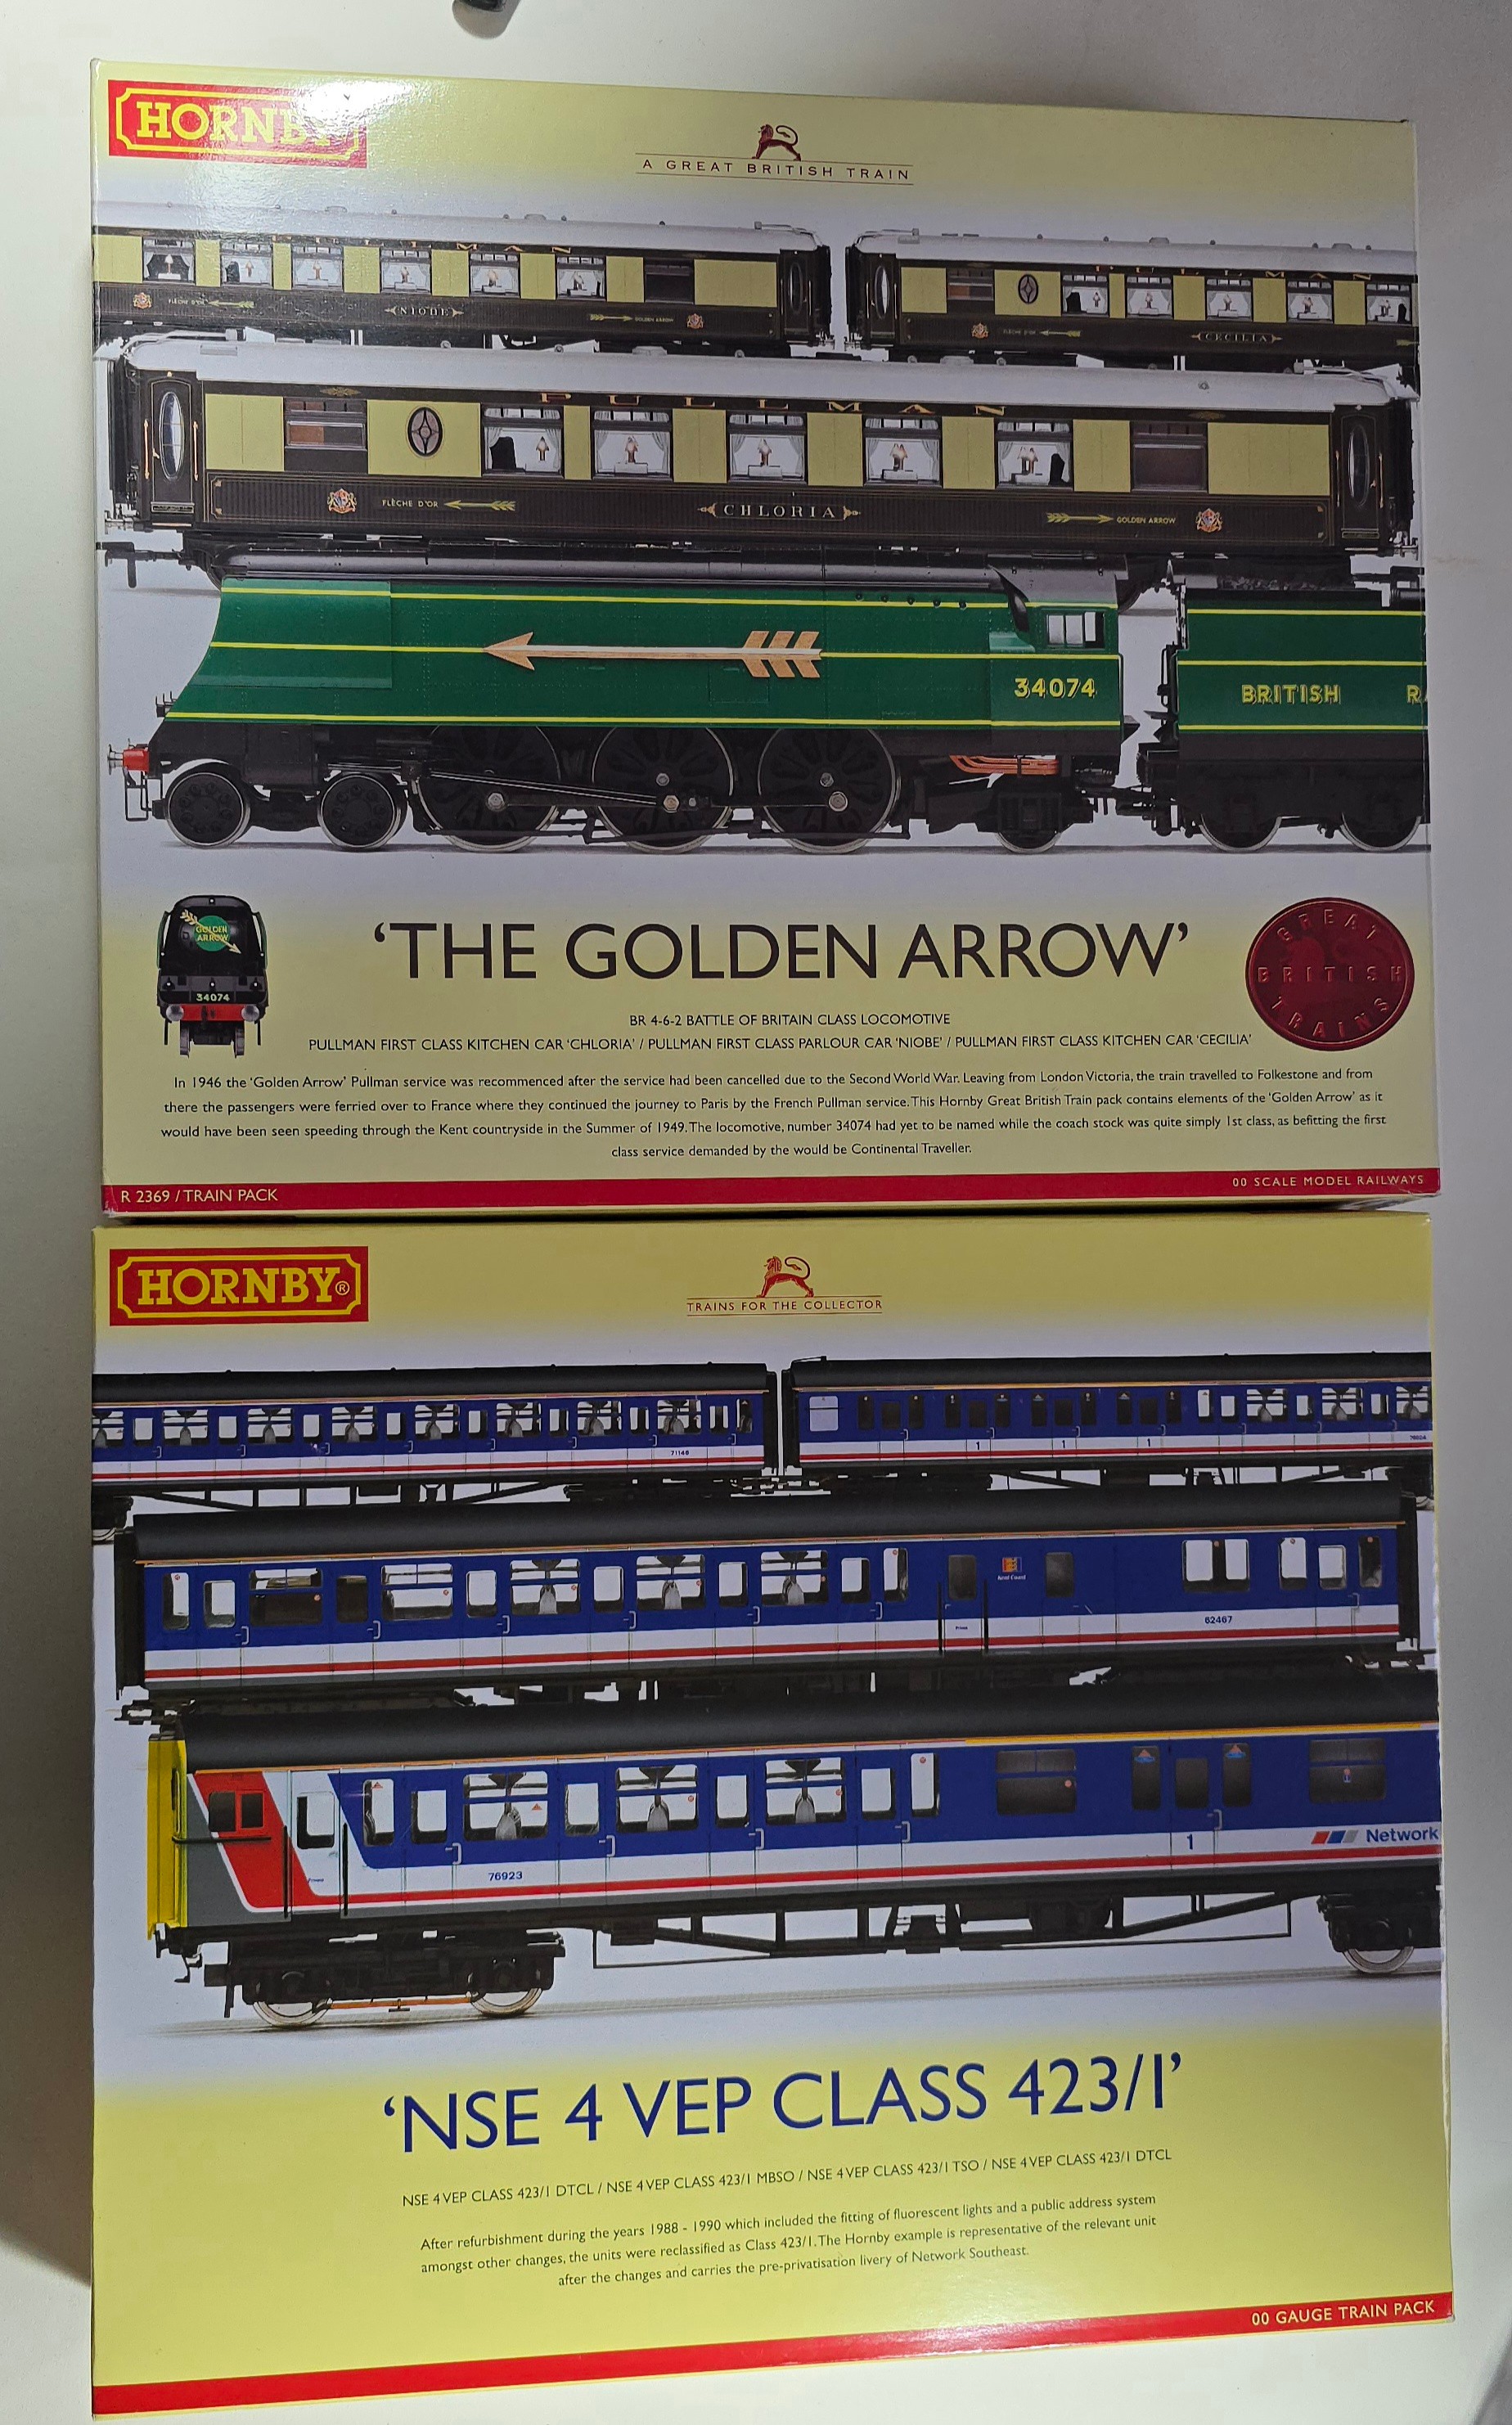 HORNBY
A GREAT BRITISH TRAIN
PULLMAN
FLÈCHE D'OR
NIOBE
GOLDEN ARROW
PULLMAN
FLÈCHE D'OR
CECILIA
PULLMAN
FLÈCHE D'OR
CHLORIA
GOLDEN ARROW
34074
BRITISH
GOLDEN
ARROW
34074
'THE GOLDEN ARROW'
GREAT
BRITISH
TRAINS
BR 4-6-2 BATTLE OF BRITAIN CLASS LOCOMOTIVE
PULLMAN FIRST CLASS KITCHEN CAR 'CHLORIA' / PULLMAN FIRST CLASS PARLOUR CAR 'NIOBE' / PULLMAN FIRST CLASS KITCHEN CAR 'CECILIA'
In 1946 the 'Golden Arrow' Pullman service was recommenced after the service had been cancelled due to the Second World War. Leaving from London Victoria, the train travelled to Folkestone and from
there the passengers were ferried over to France where they continued the journey to Paris by the French Pullman service. This Hornby Great British Train pack contains elements of the 'Golden Arrow' as it
would have been seen speeding through the Kent countryside in the Summer of 1949. The locomotive, number 34074 had yet to be named while the coach stock was quite simply 1st class, as befitting the first
class service demanded by the would be Continental Traveller.
R 2369 / TRAIN PACK
00 SCALE MODEL RAILWAYS
HORNBY®
TRAINS FOR THE COLLECTOR
71146
1
1
1
62467
76923
1
Network
'NSE 4 VEP CLASS 423/1'
NSE 4 VEP CLASS 423/1 DTCL / NSE 4 VEP CLASS 423/1 MBSO / NSE 4 VEP CLASS 423/1 TSO / NSE 4 VEP CLASS 423/1 DTCL
After refurbishment during the years 1988 - 1990 which included the fitting of fluorescent lights and a public address system
amongst other changes, the units were reclassified as Class 423/1. The Hornby example is representative of the relevant unit
after the changes and carries the pre-privatisation livery of Network Southeast.
00 GAUGE TRAIN PACK